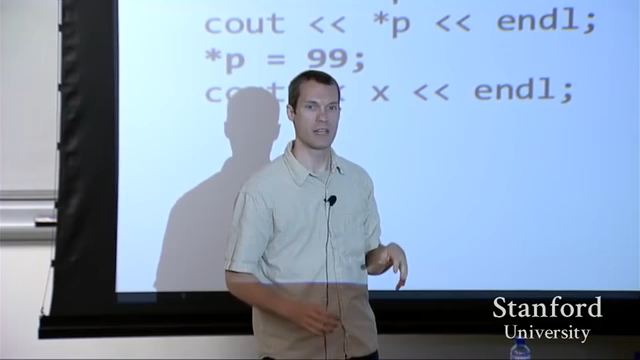 cout << *p << endl;
*p = 99;
x << endl;
Stanford
University